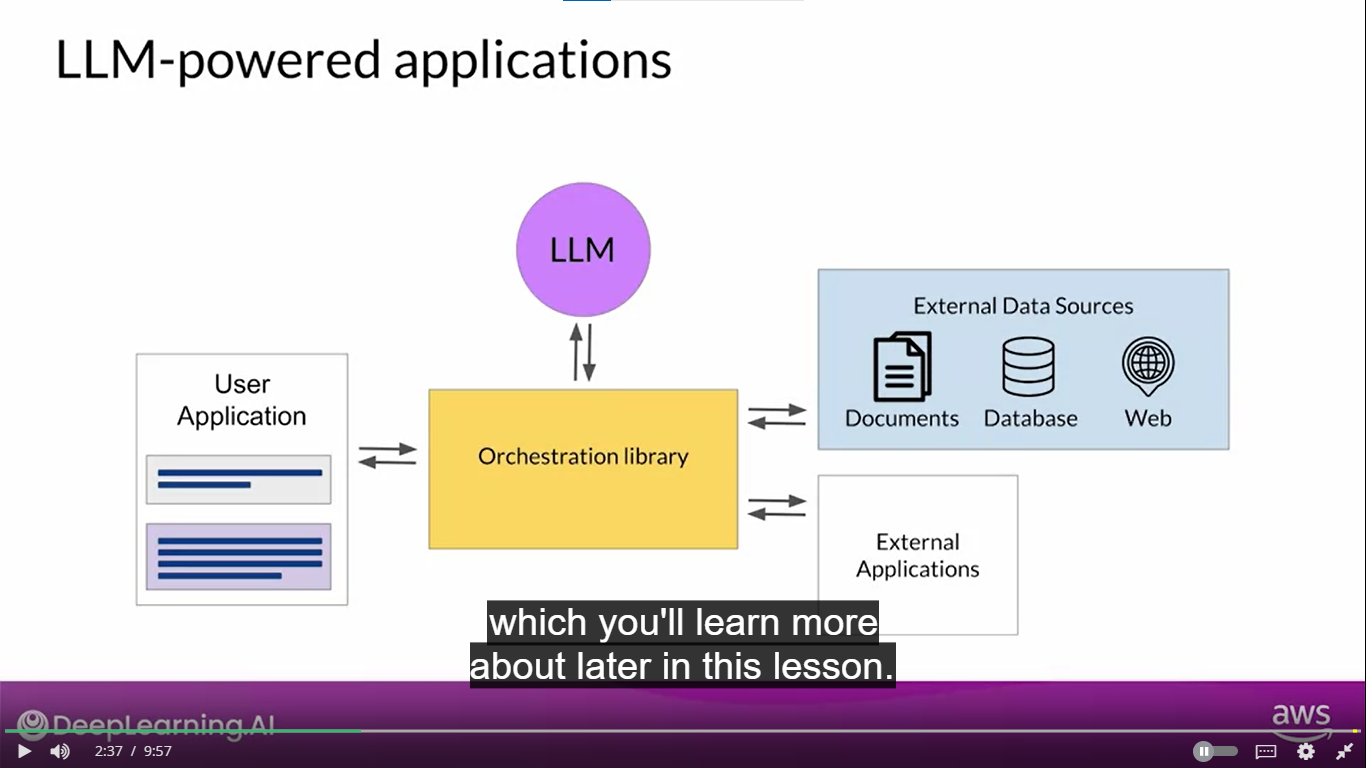 LLM-powered applications
LLM
External Data Sources
Documents
Database
Web
User
Application
Orchestration library
External
Applications
which you'll learn more
about later in this lesson.
DeepLearning.AI
aws
2:37 / 9:57